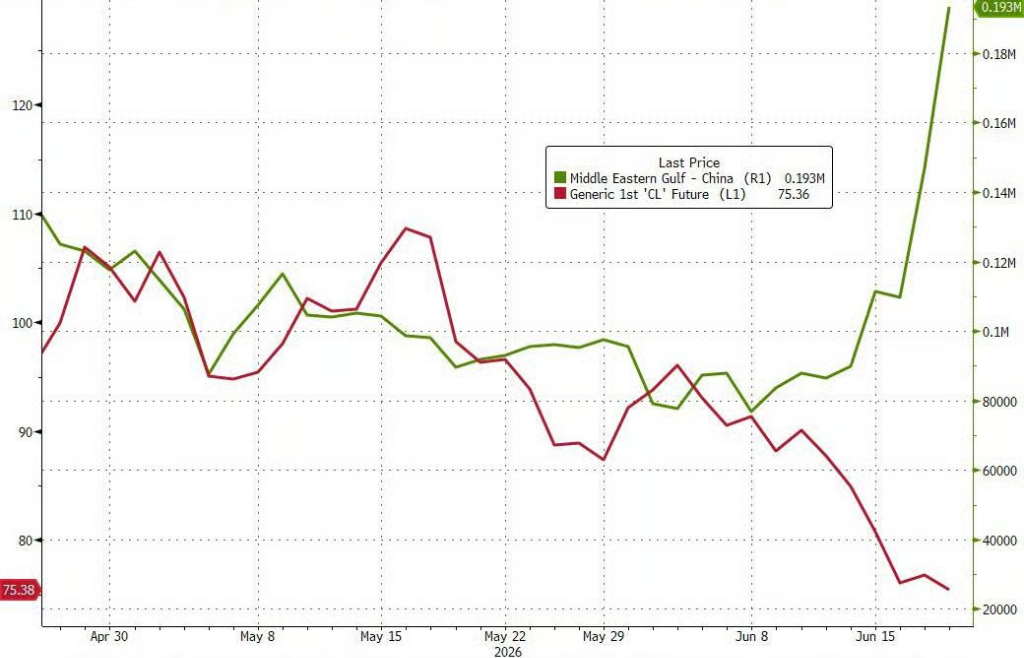 0.193M
0.18M
120
0.16M
Last Price
Middle Eastern Gulf - China (R1) 0.193M
Generic 1st 'CL' Future (L1) 75.36
0.14M
110
0.12M
100
0.1M
80000
90
60000
80
40000
75.38
20000
Apr 30
May 8
May 15
May 22
May 29
Jun 8
Jun 15
2026